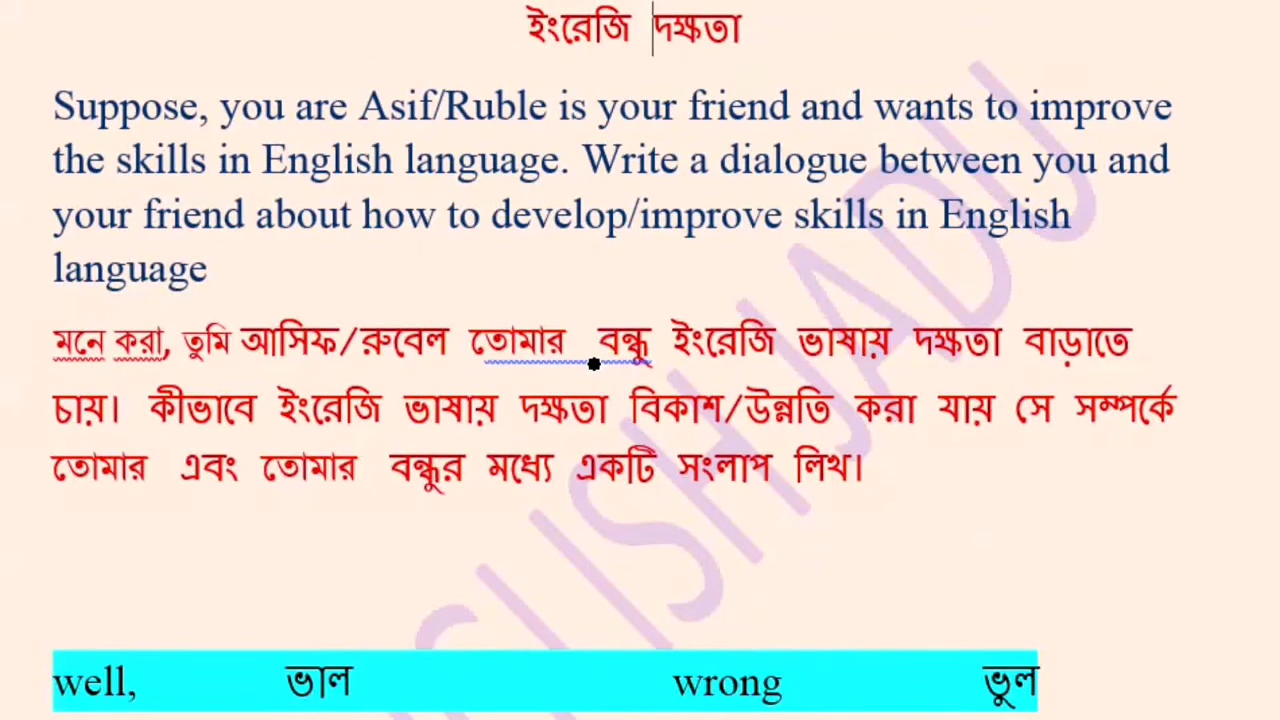 ইংরেজি দক্ষতা
Suppose, you are Asif/Ruble is your friend and wants to improve
the skills in English language. Write a dialogue between you and
your friend about how to develop/improve skills in English
language
মনে করা, তুমি আসিফ/রুবেল তোমার বন্ধু ইংরেজি ভাষায় দক্ষতা বাড়াতে
চায়। কীভাবে ইংরেজি ভাষায় দক্ষতা বিকাশ/উন্নতি করা যায় সে সম্পর্কে
তোমার এবং তোমার বন্ধুর মধ্যে একটি সংলাপ লিখ।
well, ভাল wrong ভুল